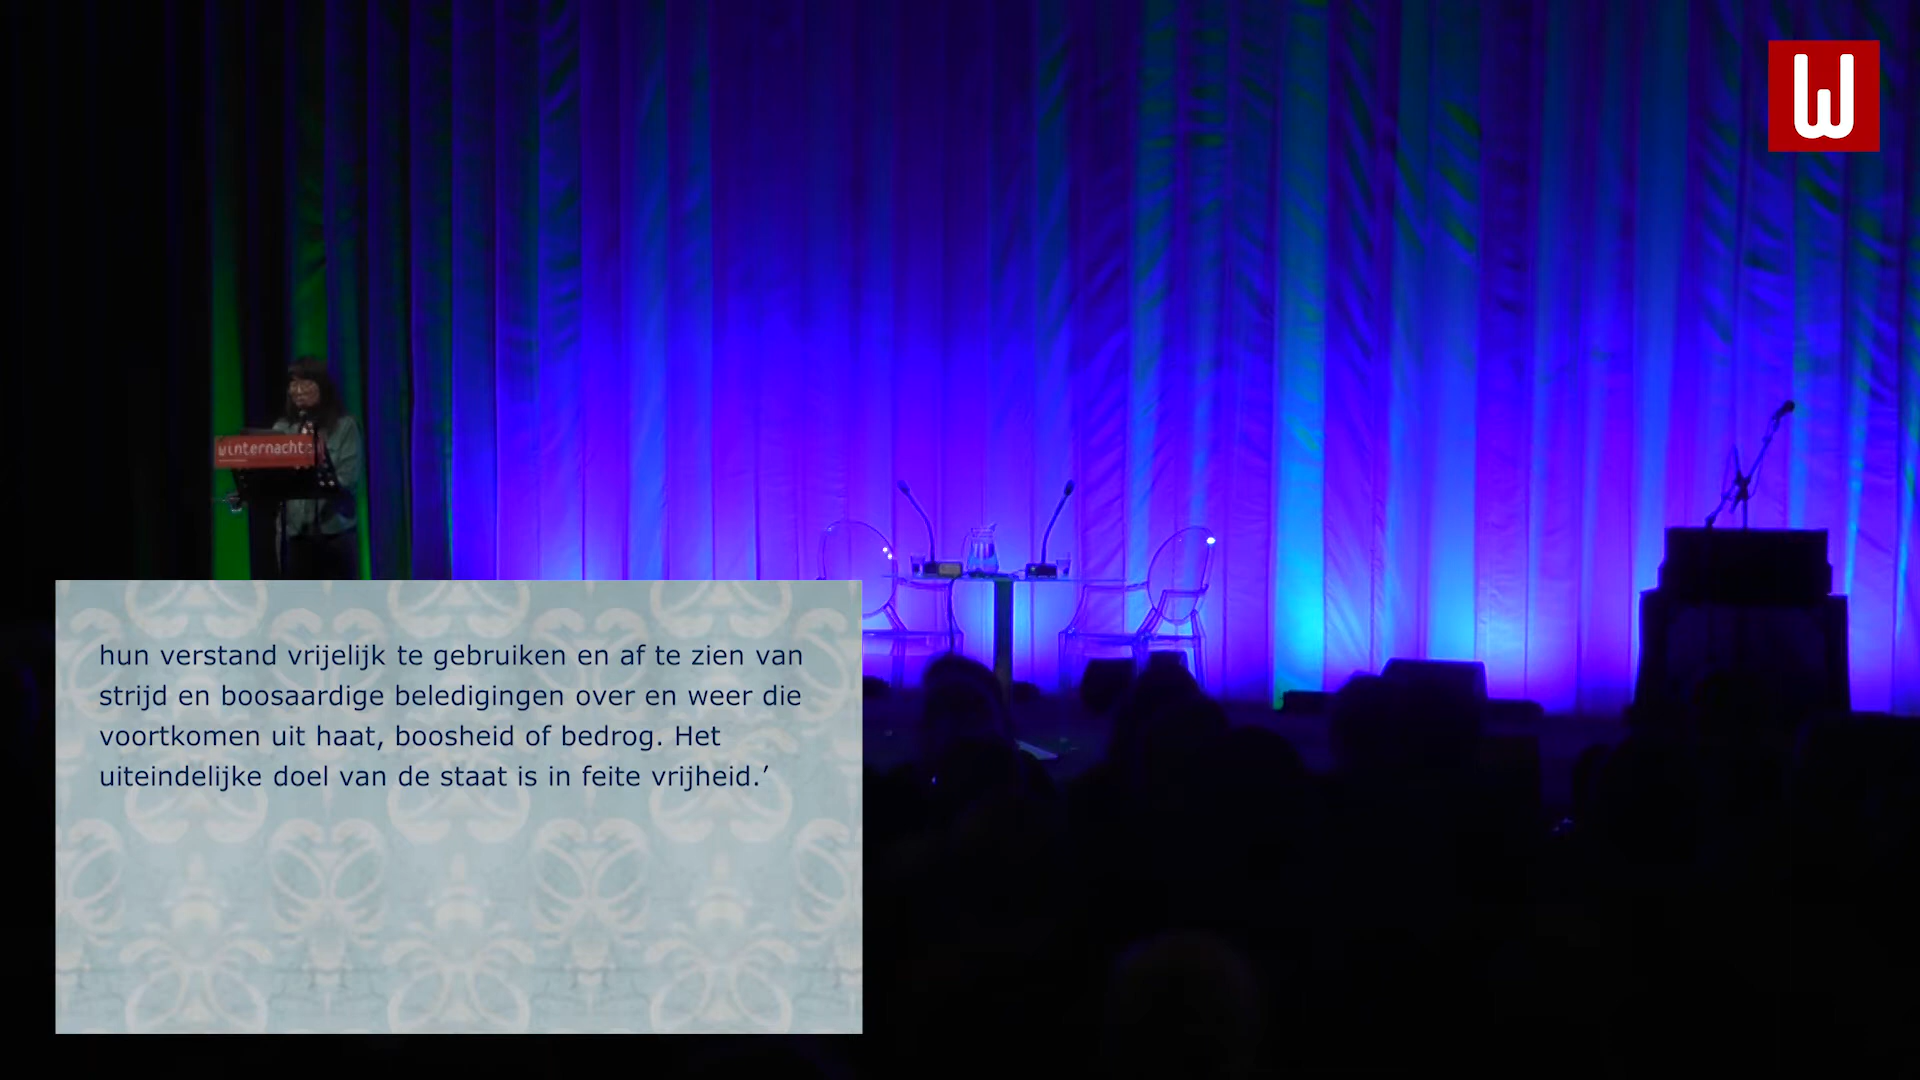 W
winternachten
hun verstand vrijelijk te gebruiken en af te zien van
strijd en boosaardige beledigingen over en weer die
voortkomen uit haat, boosheid of bedrog. Het
uiteindelijke doel van de staat is in feite vrijheid.’